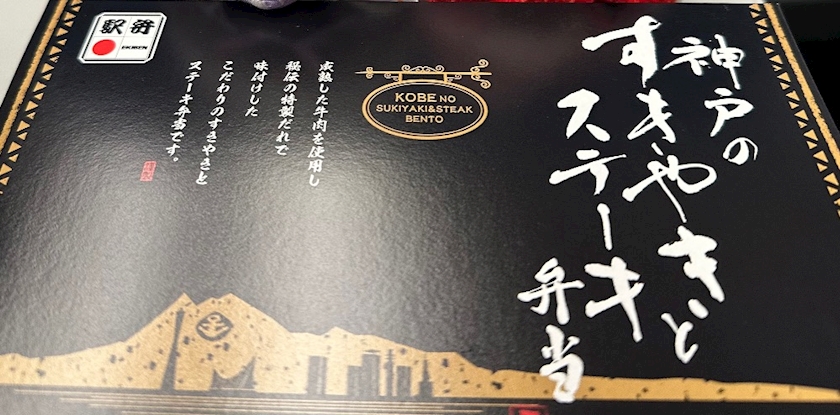 神戸の
すきやきと
ステーキ
弁当
KOBE NO
SUKIYAKI&STEAK
BENTO
成熟した牛肉を使用し
秘伝の特製だれで
味付けした
こだわりのすきやきと
ステーキ弁当です。
駅弁
EKIBEN